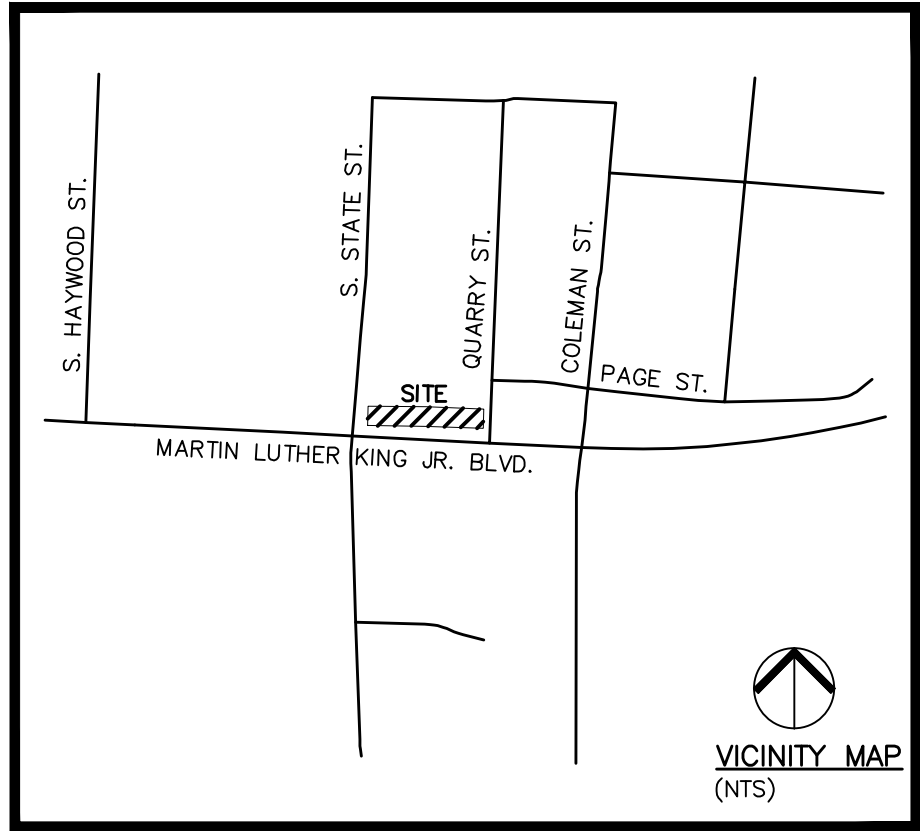 S. HAYWOOD ST.
S. STATE ST.
QUARRY ST.
COLEMAN ST.
PAGE ST.
SITE
MARTIN LUTHER KING JR. BLVD.
VICINITY MAP
(NTS)